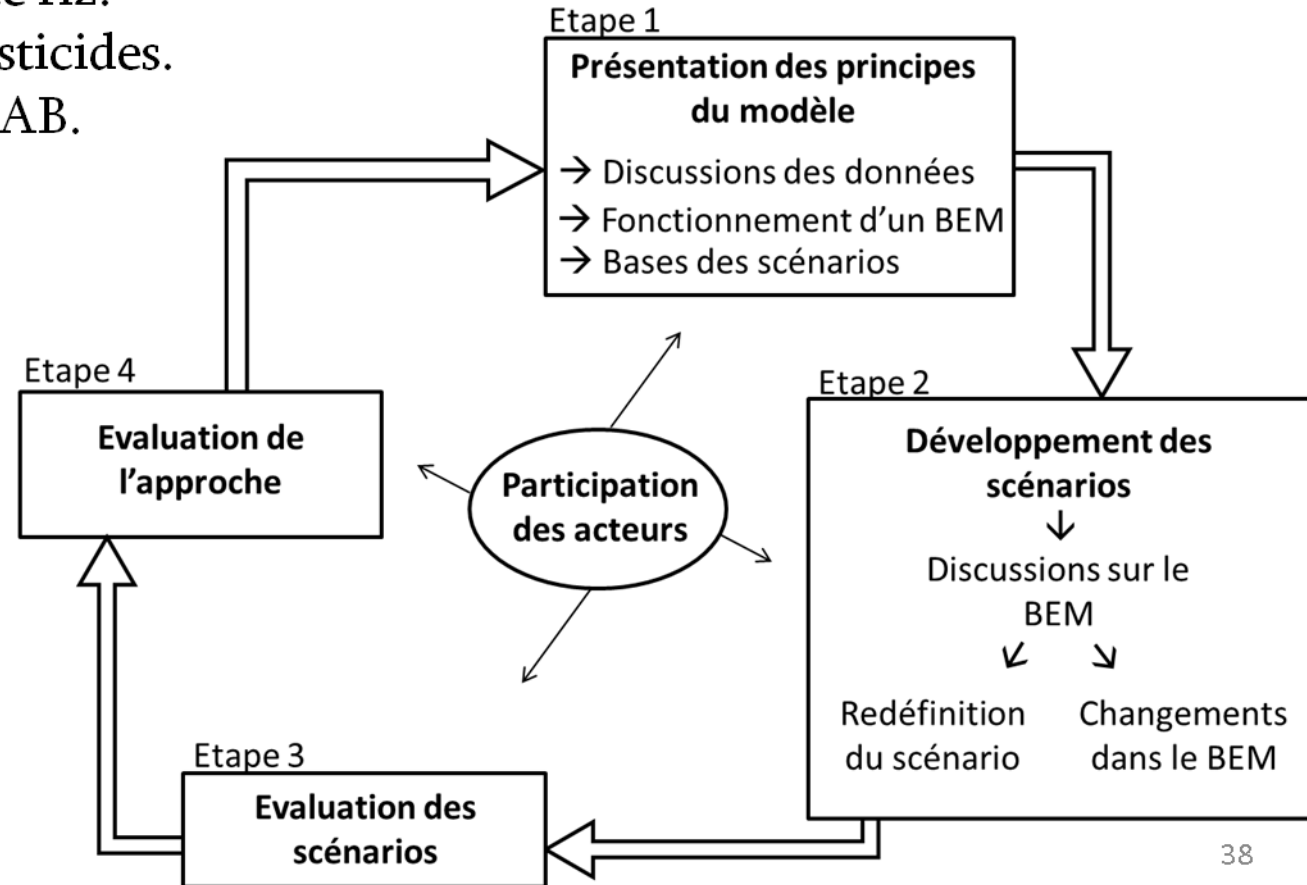 sticides.
AB.
Etape 1
Présentation des principes
du modèle
→ Discussions des données
→ Fonctionnement d’un BEM
→ Bases des scénarios
Etape 4
Evaluation de
l’approche
Participation
des acteurs
Etape 2
Développement des
scénarios
Discussions sur le
BEM
Redéfinition
du scénario
Changements
dans le BEM
Etape 3
Evaluation des
scénarios
38